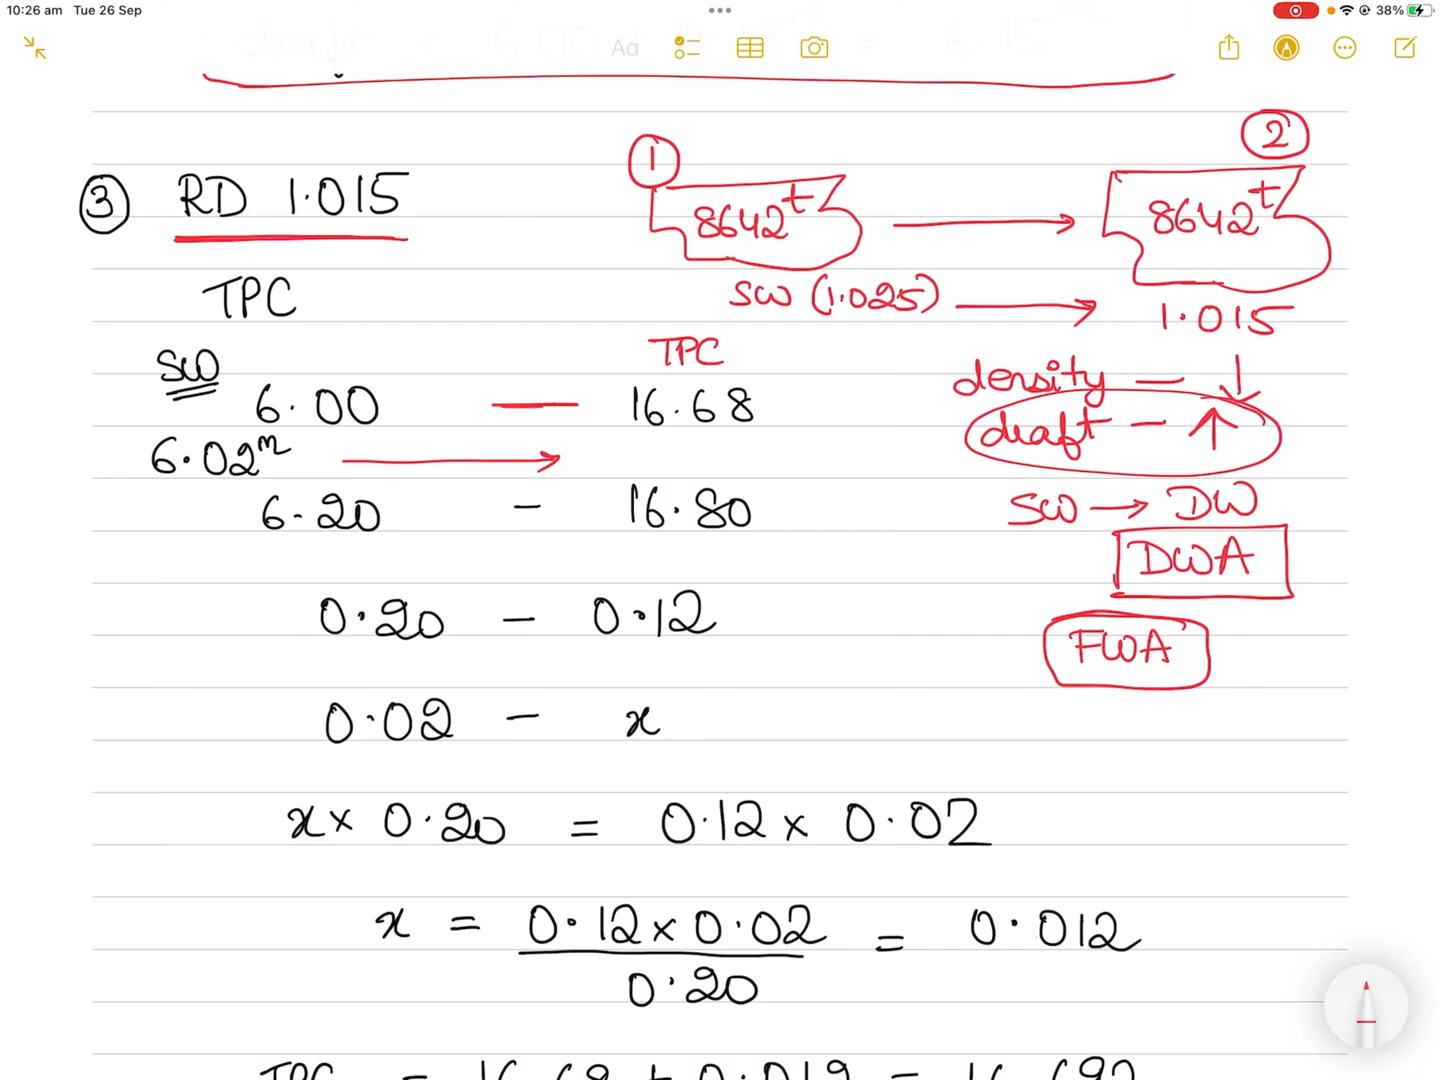 10:26 am Tue 26 Sep
38%
Aa
③ RD 1.015
TPC
① 8642t
② 8642t
SW (1.025)
1.015
TPC
SW
6.00 — 16.68
6.02m
6.20 - 16.80
density - ↓
draft - ↑
SW → DW
DWA
FWA
0.20 - 0.12
0.02 - x
x × 0.20 = 0.12 × 0.02
x = 0.12 × 0.02 = 0.012
0.20